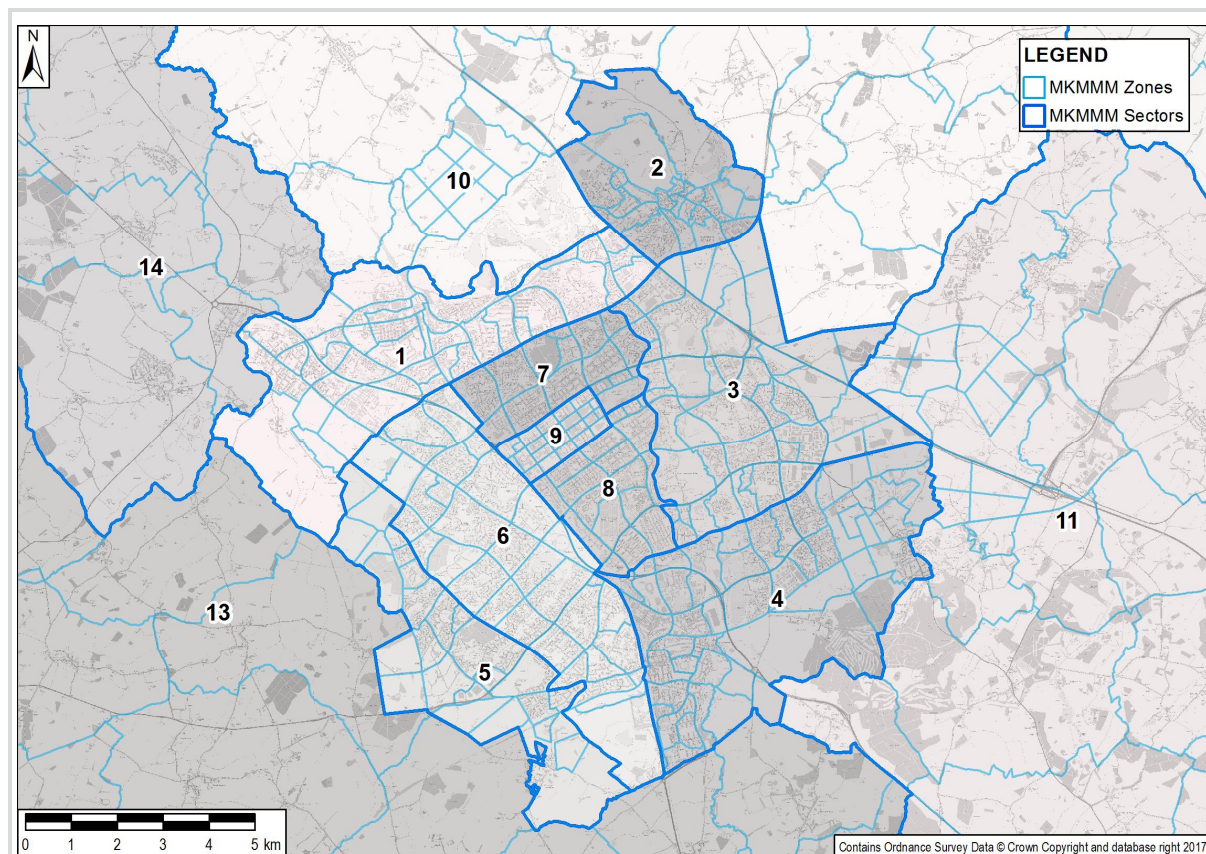 N
LEGEND
MKMMM Zones
MKMMM Sectors
2
10
14
1
7
3
9
8
6
11
4
13
5
0 1 2 3 4 5 km
Contains Ordnance Survey Data © Crown Copyright and database right 2017